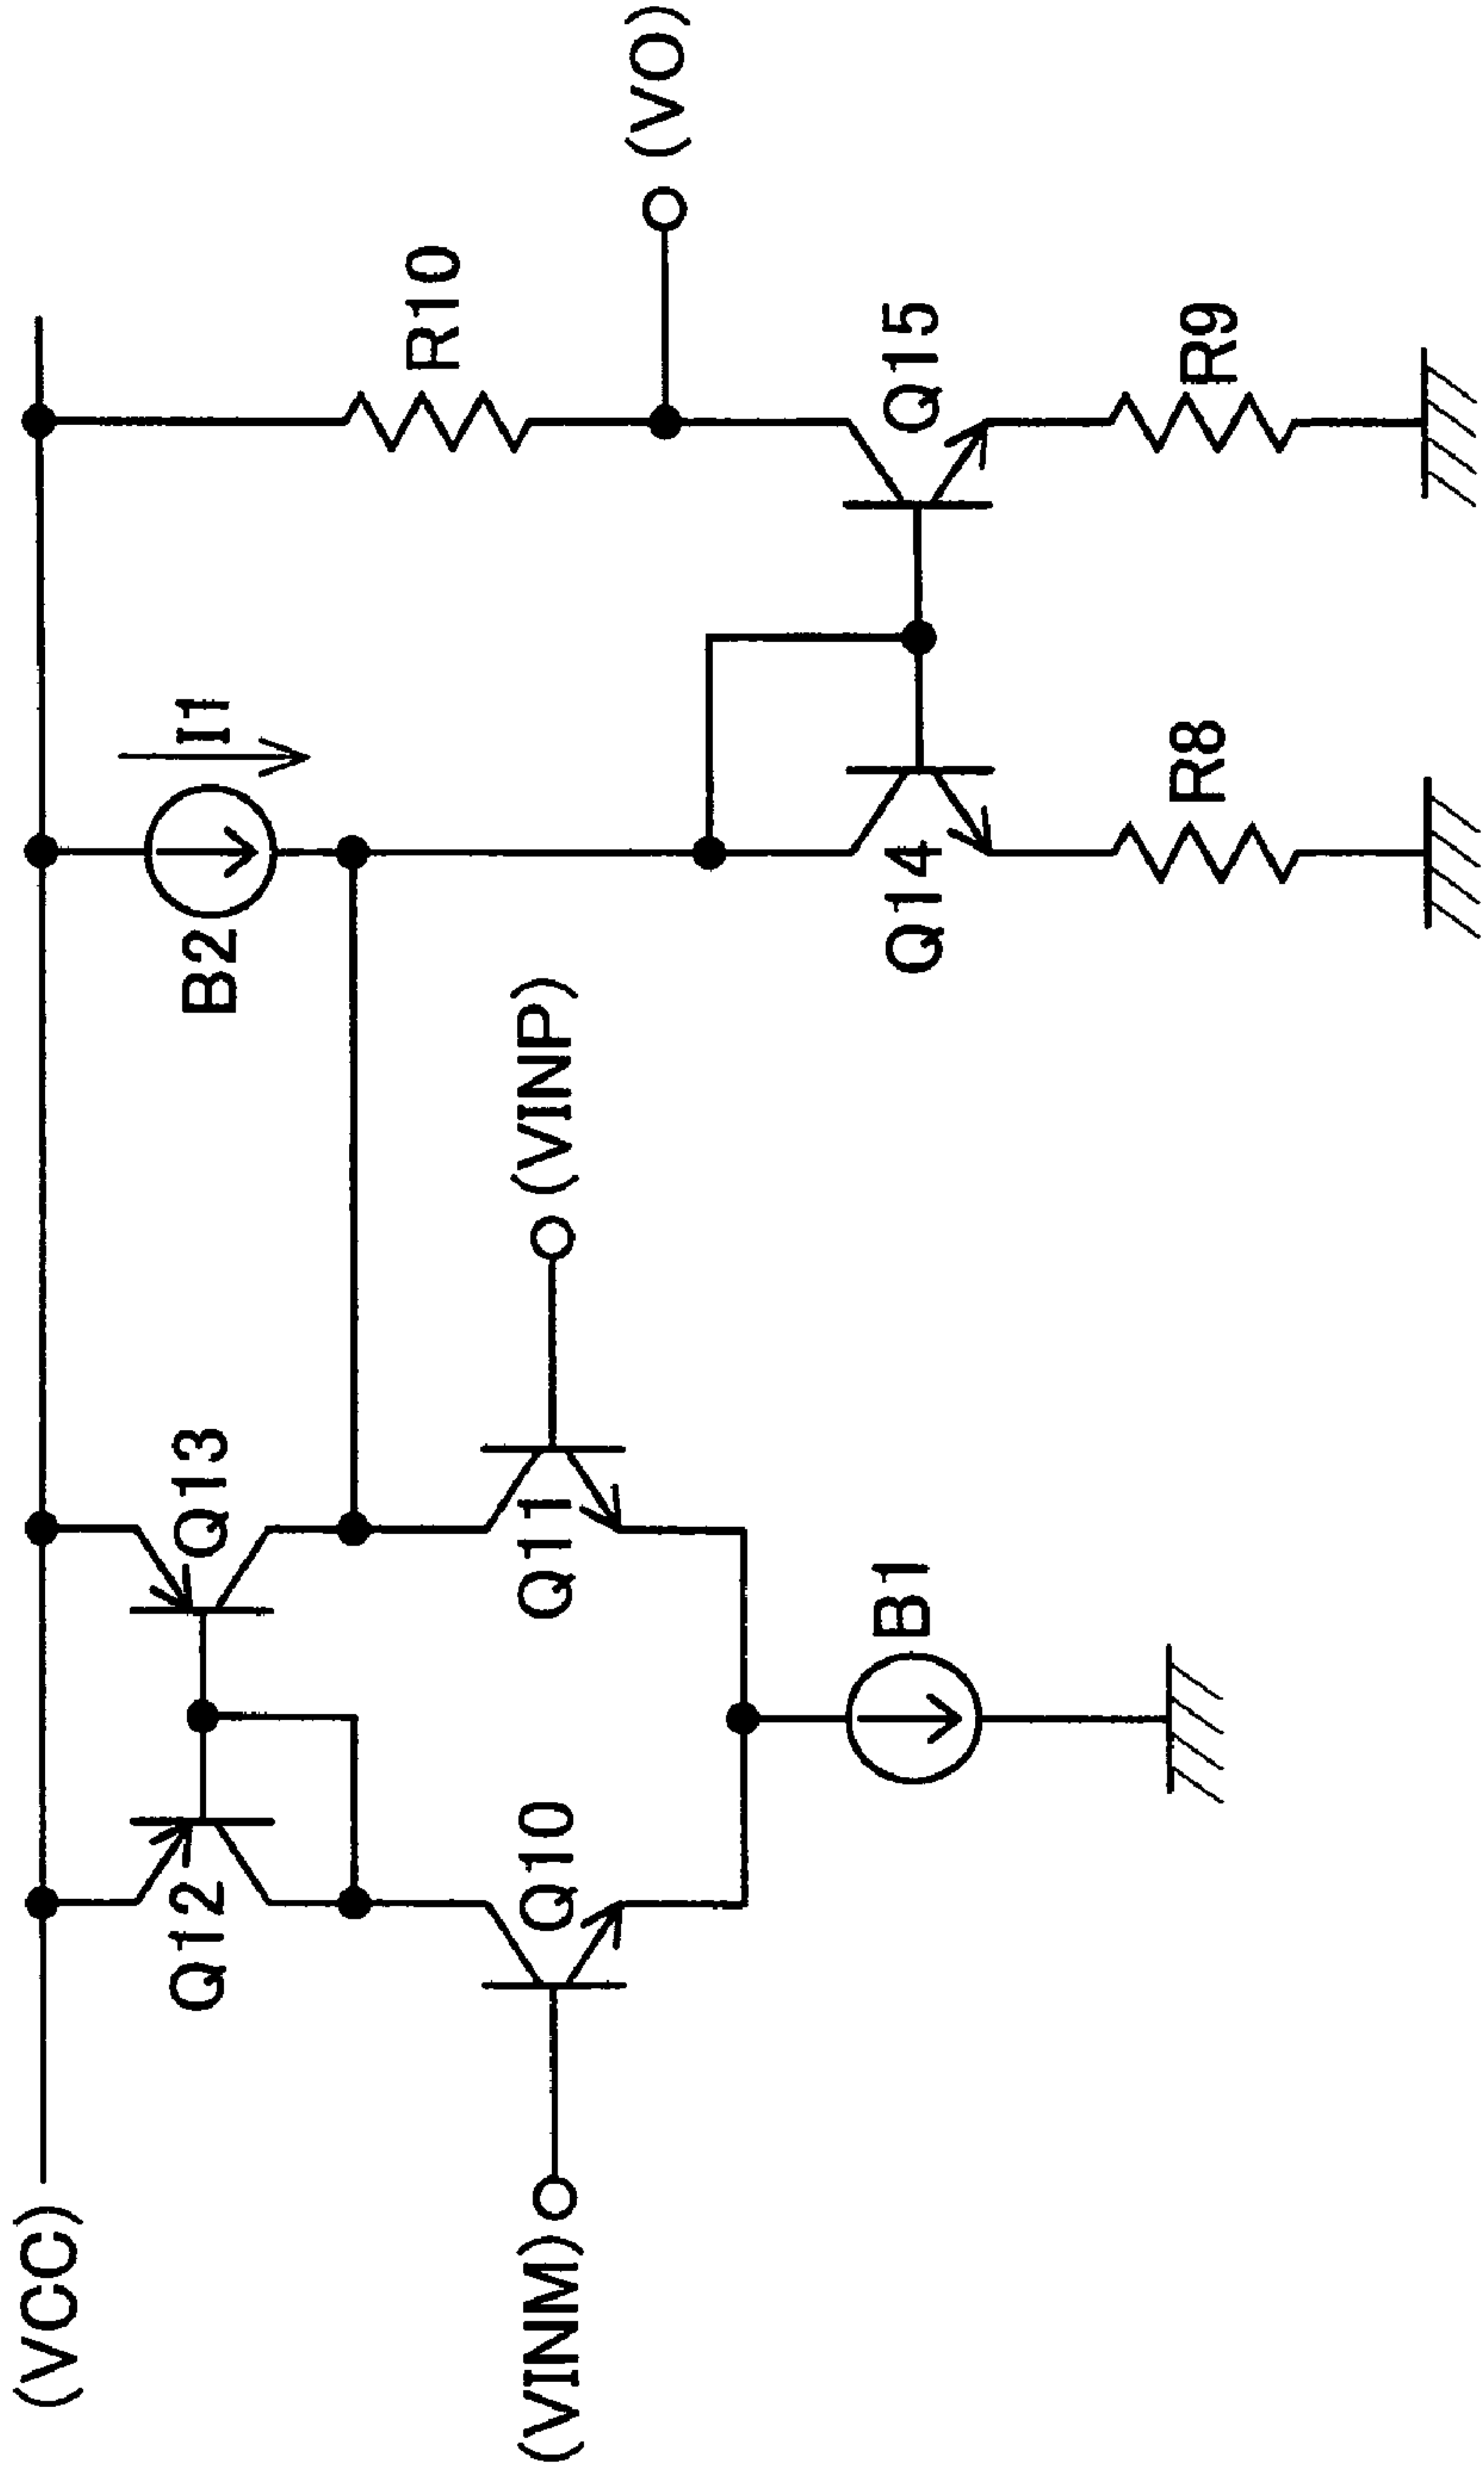 (VCC)
Q12
Q13
B2
I1
R10
(VINM)
Q10
Q11
(VINP)
(VO)
B1
Q14
Q15
R8
R9